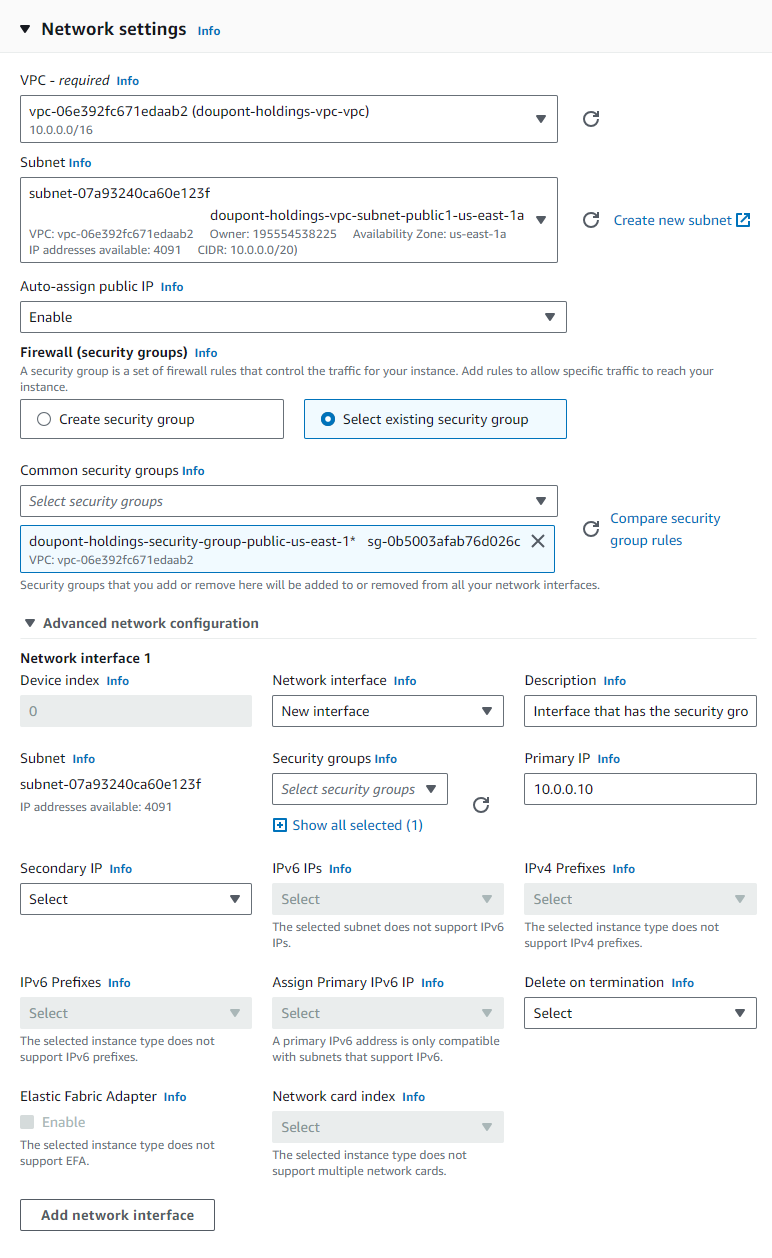 Network settings Info
VPC - required Info
vpc-06e392fc671edaab2 (doupont-holdings-vpc-vpc)
10.0.0.0/16
Subnet Info
subnet-07a93240ca60e123f
doupont-holdings-vpc-subnet-public1-us-east-1a
VPC: vpc-06e392fc671edaab2 Owner: 195554538225 Availability Zone: us-east-1a
IP addresses available: 4091 CIDR: 10.0.0.0/20)
Create new subnet
Auto-assign public IP Info
Enable
Firewall (security groups) Info
A security group is a set of firewall rules that control the traffic for your instance. Add rules to allow specific traffic to reach your
instance.
Create security group
Select existing security group
Common security groups Info
Select security groups
doupont-holdings-security-group-public-us-east-1* sg-0b5003afab76d026c
VPC: vpc-06e392fc671edaab2
Compare security
group rules
Security groups that you add or remove here will be added to or removed from all your network interfaces.
Advanced network configuration
Network interface 1
Device index Info
0
Network interface Info
New interface
Description Info
Interface that has the security gro
Subnet Info
subnet-07a93240ca60e123f
IP addresses available: 4091
Security groups Info
Select security groups
Show all selected (1)
Primary IP Info
10.0.0.10
Secondary IP Info
Select
IPv6 IPs Info
Select
The selected subnet does not support IPv6
IPs.
IPv4 Prefixes Info
Select
The selected instance type does not
support IPv4 prefixes.
IPv6 Prefixes Info
Select
The selected instance type does not
support IPv6 prefixes.
Assign Primary IPv6 IP Info
Select
A primary IPv6 address is only compatible
with subnets that support IPv6.
Delete on termination Info
Select
Elastic Fabric Adapter Info
Enable
The selected instance type does not
support EFA.
Network card index Info
Select
The selected instance type does not
support multiple network cards.
Add network interface